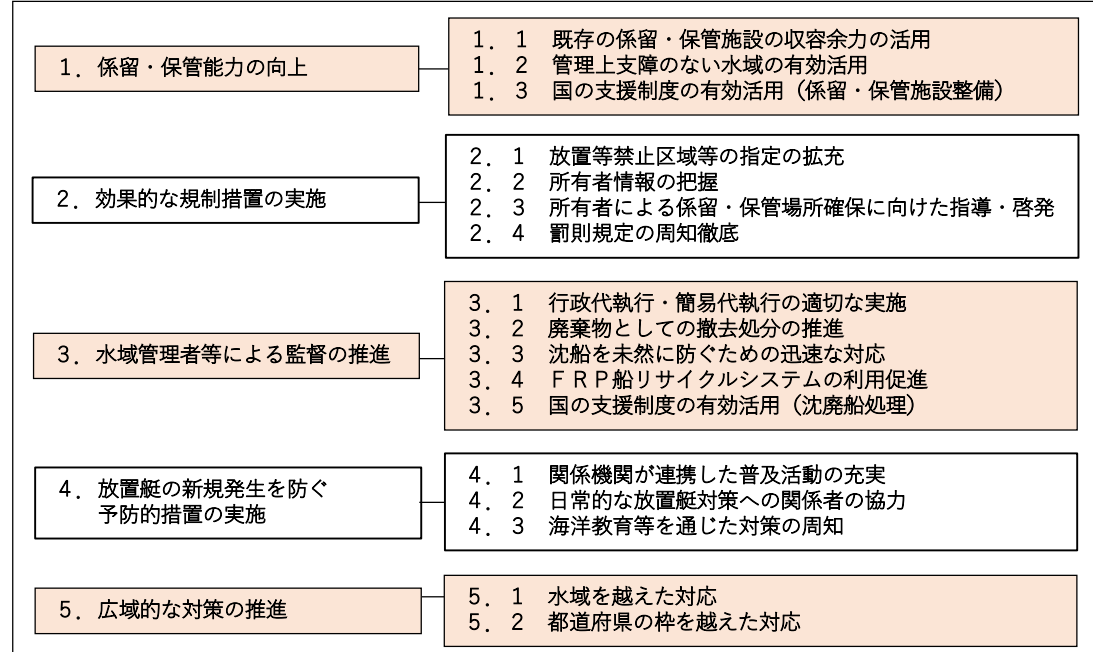 1．係留・保管能力の向上
1．1　既存の係留・保管施設の収容余力の活用
1．2　管理上支障のない水域の有効活用
1．3　国の支援制度の有効活用（係留・保管施設整備）
2．効果的な規制措置の実施
2．1　放置等禁止区域等の指定の拡充
2．2　所有者情報の把握
2．3　所有者による係留・保管場所確保に向けた指導・啓発
2．4　罰則規定の周知徹底
3．水域管理者等による監督の推進
3．1　行政代執行・簡易代執行の適切な実施
3．2　廃棄物としての撤去処分の推進
3．3　沈船を未然に防ぐための迅速な対応
3．4　ＦＲＰ船リサイクルシステムの利用促進
3．5　国の支援制度の有効活用（沈廃船処理）
4．放置艇の新規発生を防ぐ
予防的措置の実施
4．1　関係機関が連携した普及活動の充実
4．2　日常的な放置艇対策への関係者の協力
4．3　海洋教育等を通じた対策の周知
5．広域的な対策の推進
5．1　水域を越えた対応
5．2　都道府県の枠を越えた対応